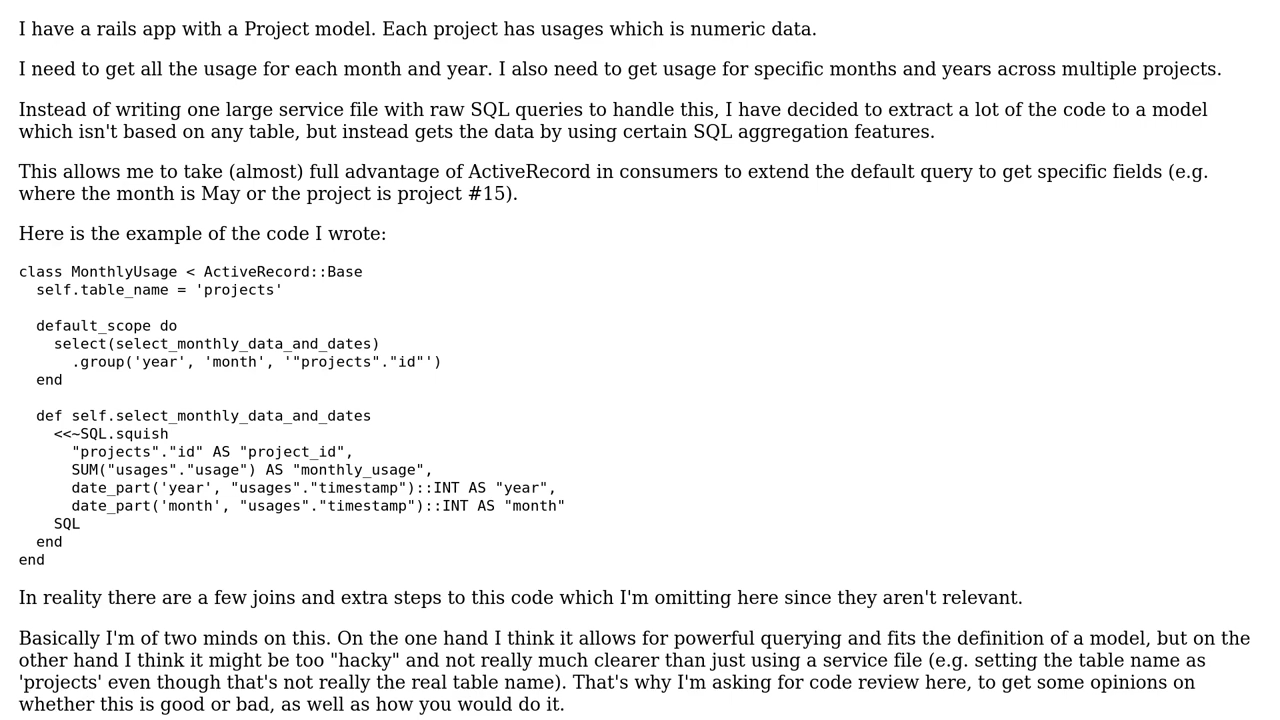 I have a rails app with a Project model. Each project has usages which is numeric data.
I need to get all the usage for each month and year. I also need to get usage for specific months and years across multiple projects.
Instead of writing one large service file with raw SQL queries to handle this, I have decided to extract a lot of the code to a model
which isn't based on any table, but instead gets the data by using certain SQL aggregation features.
This allows me to take (almost) full advantage of ActiveRecord in consumers to extend the default query to get specific fields (e.g.
where the month is May or the project is project #15).
Here is the example of the code I wrote:
class MonthlyUsage < ActiveRecord::Base
  self.table_name = 'projects'

  default_scope do
    select(select_monthly_data_and_dates)
      .group('year', 'month', '"projects"."id"')
  end

  def self.select_monthly_data_and_dates
    <<~SQL.squish
      "projects"."id" AS "project_id",
      SUM("usages"."usage") AS "monthly_usage",
      date_part('year', "usages"."timestamp")::INT AS "year",
      date_part('month', "usages"."timestamp")::INT AS "month"
    SQL
  end
end
In reality there are a few joins and extra steps to this code which I'm omitting here since they aren't relevant.
Basically I'm of two minds on this. On the one hand I think it allows for powerful querying and fits the definition of a model, but on the
other hand I think it might be too "hacky" and not really much clearer than just using a service file (e.g. setting the table name as
'projects' even though that's not really the real table name). That's why I'm asking for code review here, to get some opinions on
whether this is good or bad, as well as how you would do it.